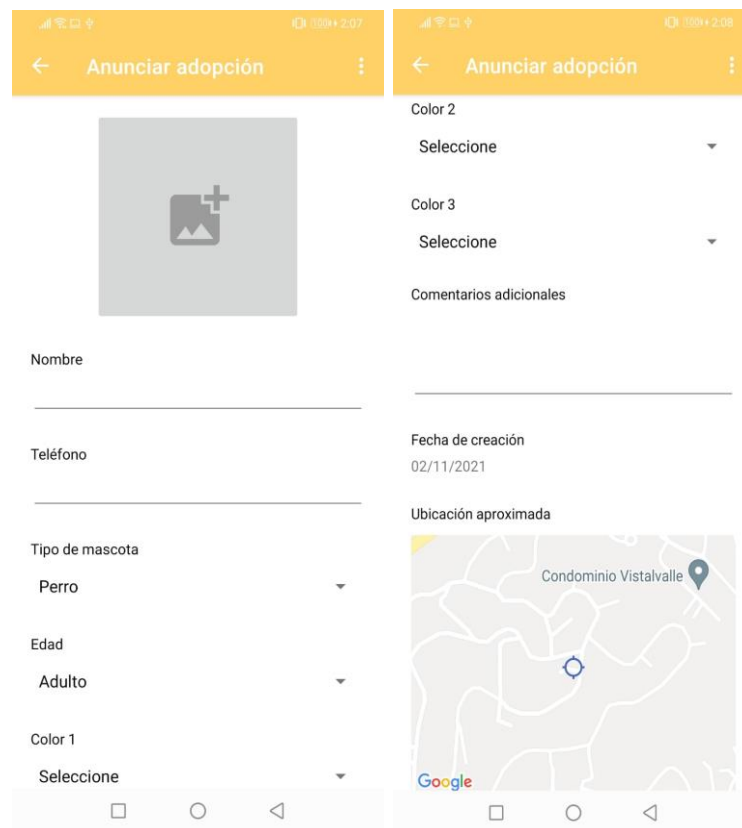 2:07
Anunciar adopción
Nombre
Teléfono
Tipo de mascota
Perro
Edad
Adulto
Color 1
Seleccione
2:08
Anunciar adopción
Color 2
Seleccione
Color 3
Seleccione
Comentarios adicionales
Fecha de creación
02/11/2021
Ubicación aproximada
Condominio Vistalvalle
Google